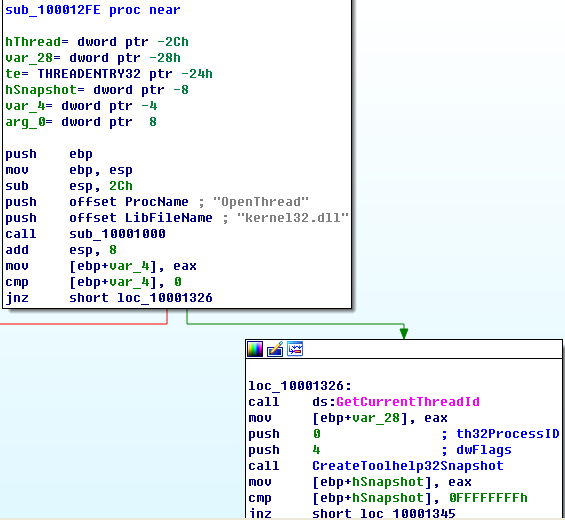 sub_100012FE proc near
hThread= dword ptr -2Ch
var_28= dword ptr -28h
te= THREADENTRY32 ptr -24h
hSnapshot= dword ptr -8
var_4= dword ptr -4
arg_0= dword ptr  8
push    ebp
mov     ebp, esp
sub     esp, 2Ch
push    offset ProcName ; "OpenThread"
push    offset LibFileName ; "kernel32.dll"
call    sub_10001000
add     esp, 8
mov     [ebp+var_4], eax
cmp     [ebp+var_4], 0
jnz     short loc_10001326
loc_10001326:
call    ds:GetCurrentThreadId
mov     [ebp+var_28], eax
push    0               ; th32ProcessID
push    4               ; dwFlags
call    CreateToolhelp32Snapshot
mov     [ebp+hSnapshot], eax
cmp     [ebp+hSnapshot], 0FFFFFFFFh
jnz     short loc_10001345